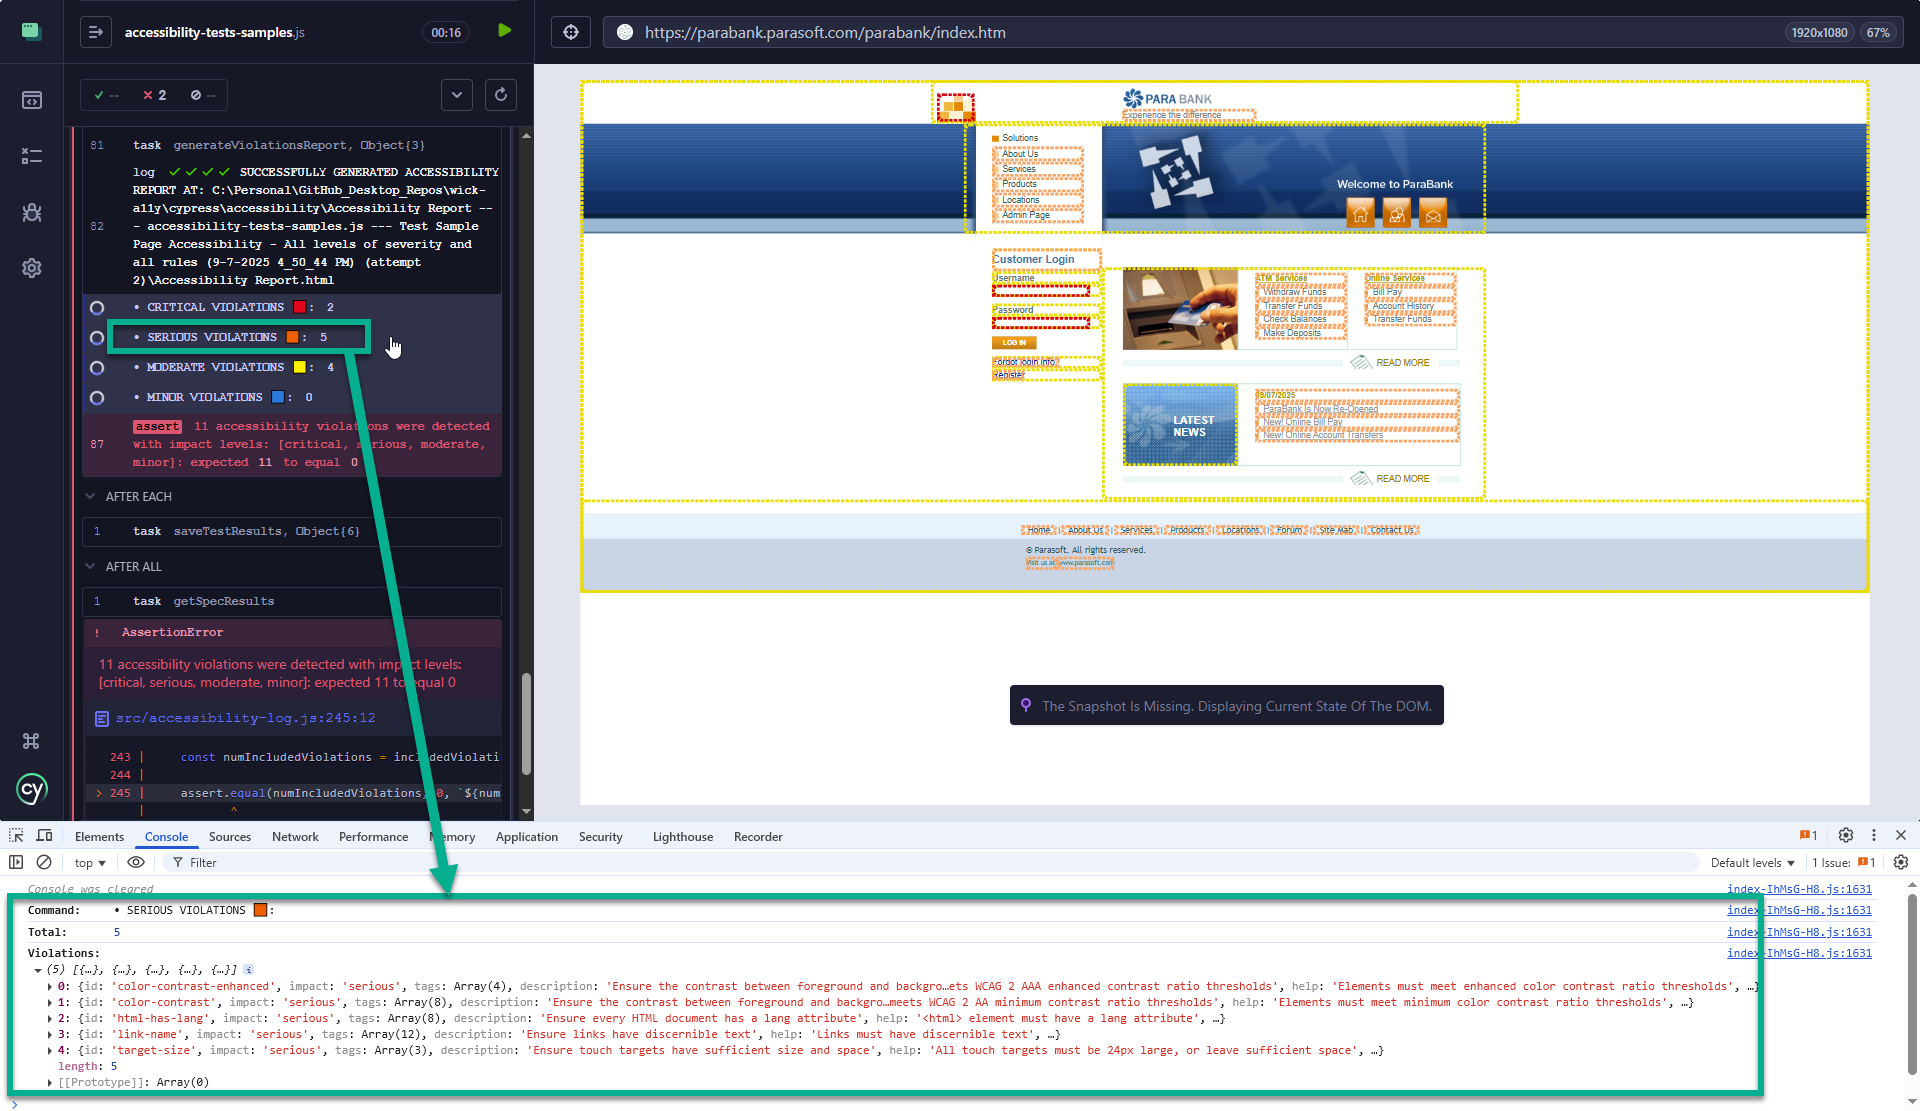 accessibility-tests-samples.js
00:16
https://parabank.parasoft.com/parabank/index.htm
1920x1080
67%
✓ --
✕ 2
⊘ --
81 task generateViolationsReport, Object{3}
82 log ✓ ✓ ✓ ✓ SUCCESSFULLY GENERATED ACCESSIBILITY
REPORT AT: C:\Personal\GitHub_Desktop_Repos\wick-
a11y\cypress\accessibility\Accessibility Report --
- accessibility-tests-samples.js --- Test Sample
Page Accessibility - All levels of severity and
all rules (9-7-2025 4_50_44 PM) (attempt
2)\Accessibility Report.html
• CRITICAL VIOLATIONS : 2
• SERIOUS VIOLATIONS : 5
• MODERATE VIOLATIONS : 4
• MINOR VIOLATIONS : 0
87 assert 11 accessibility violations were detected
with impact levels: [critical, serious, moderate,
minor]: expected 11 to equal 0
AFTER EACH
1 task saveTestResults, Object{6}
AFTER ALL
1 task getSpecResults
! AssertionError
11 accessibility violations were detected with impact levels:
[critical, serious, moderate, minor]: expected 11 to equal 0
src/accessibility-log.js:245:12
243 | const numIncludedViolations = includedViolati
244 |
> 245 | assert.equal(numIncludedViolations, 0, `${num
| ^
PARA BANK
Experience the difference
Solutions
About Us
Services
Products
Locations
Admin Page
Welcome to ParaBank
Customer Login
Username
Password
LOG IN
Forgot login info?
Register
ATM Services
Withdraw Funds
Transfer Funds
Check Balances
Make Deposits
Online Services
Bill Pay
Account History
Transfer Funds
READ MORE
LATEST
NEWS
09/07/2025
ParaBank Is Now Re-Opened
New! Online Bill Pay
New! Online Account Transfers
READ MORE
Home | About Us | Services | Products | Locations | Forum | Site Map | Contact Us
© Parasoft. All rights reserved.
Visit us at: www.parasoft.com
The Snapshot Is Missing. Displaying Current State Of The DOM.
cy
Elements Console Sources Network Performance Memory Application Security Lighthouse Recorder
1
top
Filter
Default levels
1 Issue: 1
Console was cleared index-IhMsG-H8.js:1631
Command: • SERIOUS VIOLATIONS : index-IhMsG-H8.js:1631
Total: 5 index-IhMsG-H8.js:1631
Violations: index-IhMsG-H8.js:1631
(5) [{…}, {…}, {…}, {…}, {…}]
0: {id: 'color-contrast-enhanced', impact: 'serious', tags: Array(4), description: 'Ensure the contrast between foreground and backgro…ets WCAG 2 AAA enhanced contrast ratio thresholds', help: 'Elements must meet enhanced color contrast ratio thresholds', …}
1: {id: 'color-contrast', impact: 'serious', tags: Array(8), description: 'Ensure the contrast between foreground and backgro…meets WCAG 2 AA minimum contrast ratio thresholds', help: 'Elements must meet minimum color contrast ratio thresholds', …}
2: {id: 'html-has-lang', impact: 'serious', tags: Array(8), description: 'Ensure every HTML document has a lang attribute', help: '<html> element must have a lang attribute', …}
3: {id: 'link-name', impact: 'serious', tags: Array(12), description: 'Ensure links have discernible text', help: 'Links must have discernible text', …}
4: {id: 'target-size', impact: 'serious', tags: Array(3), description: 'Ensure touch targets have sufficient size and space', help: 'All touch targets must be 24px large, or leave sufficient space', …}
length: 5
[[Prototype]]: Array(0)
>